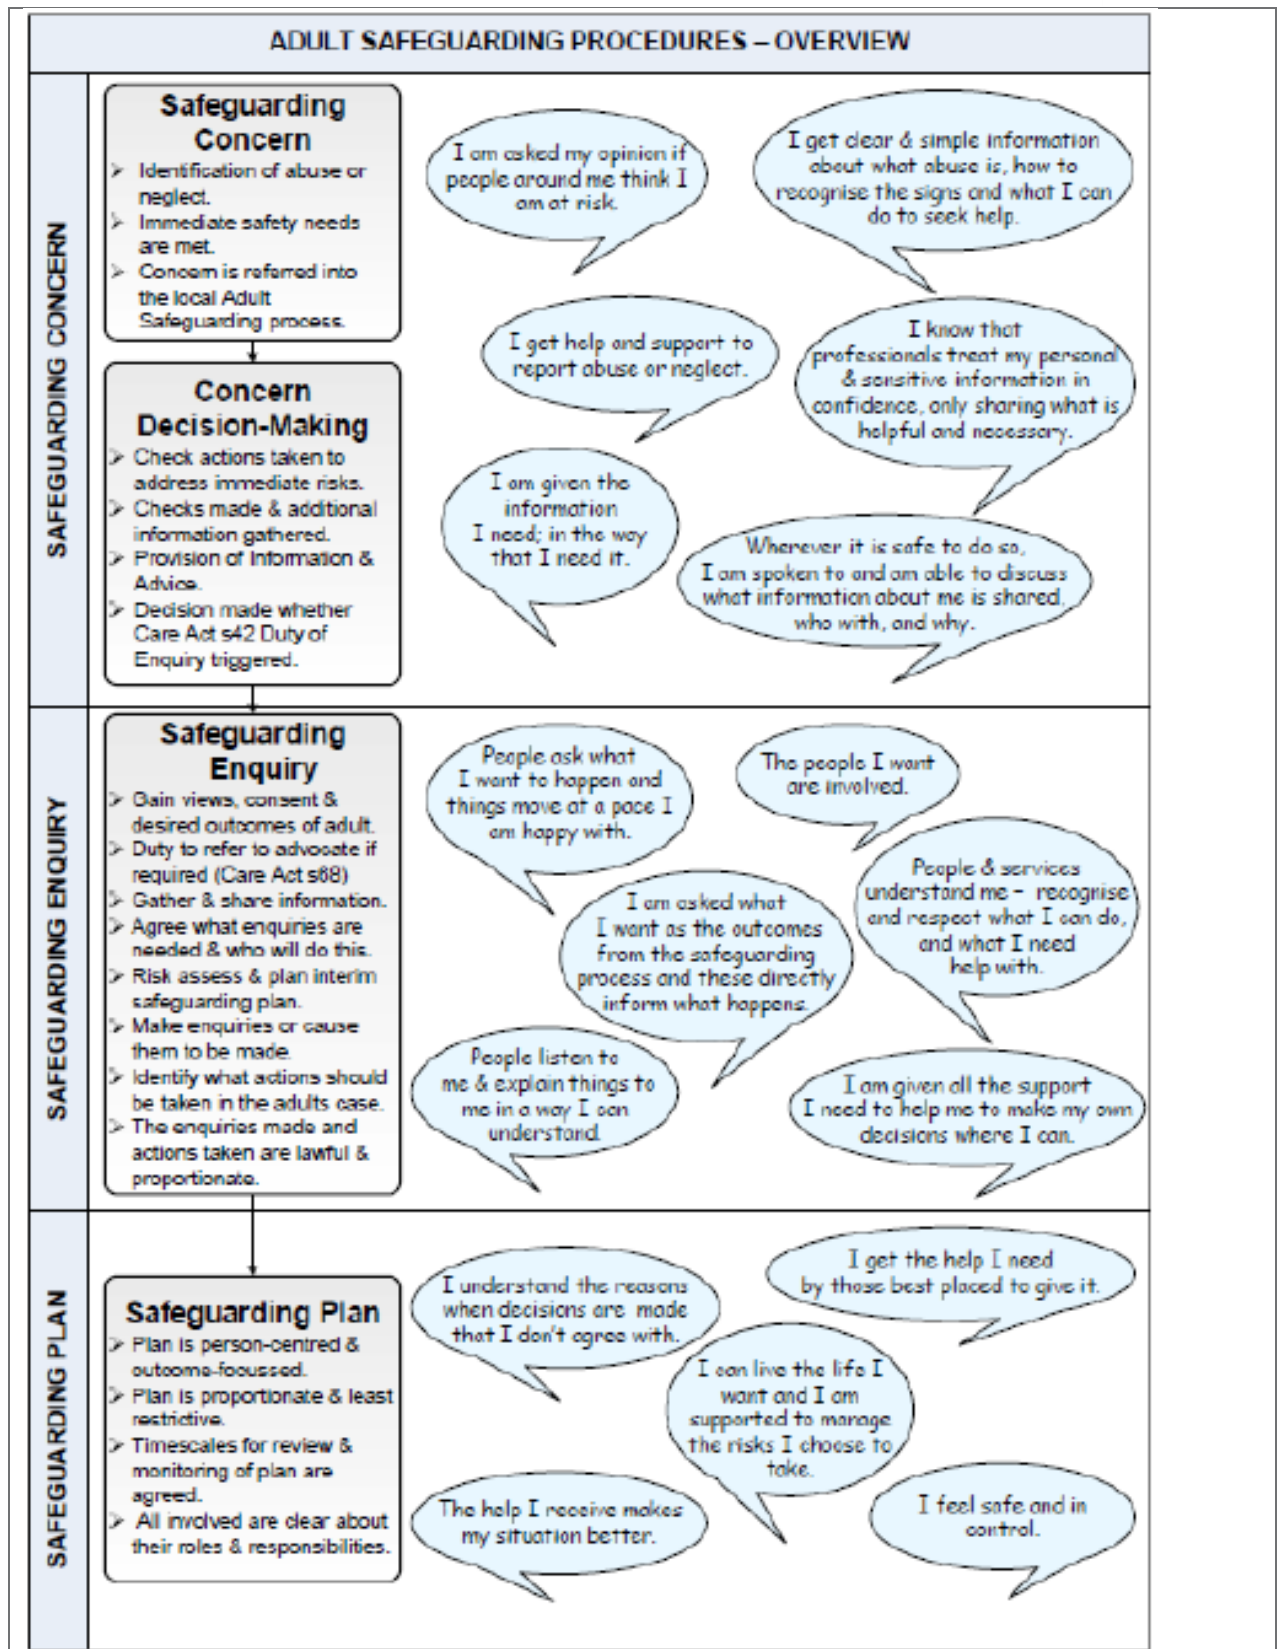 ADULT SAFEGUARDING PROCEDURES – OVERVIEW
SAFEGUARDING CONCERN
Safeguarding
Concern
➢ Identification of abuse or
neglect.
➢ Immediate safety needs
are met.
➢ Concern is referred into
the local Adult
Safeguarding process.
Concern
Decision-Making
➢ Check actions taken to
address immediate risks.
➢ Checks made & additional
information gathered.
➢ Provision of Information &
Advice.
➢ Decision made whether
Care Act s42 Duty of
Enquiry triggered.
I am asked my opinion if
people around me think I
am at risk.
I get clear & simple information
about what abuse is, how to
recognise the signs and what I can
do to seek help.
I get help and support to
report abuse or neglect.
I know that
professionals treat my personal
& sensitive information in
confidence, only sharing what is
helpful and necessary.
I am given the
information
I need; in the way
that I need it.
Wherever it is safe to do so,
I am spoken to and am able to discuss
what information about me is shared,
who with, and why.
SAFEGUARDING ENQUIRY
Safeguarding
Enquiry
➢ Gain views, consent &
desired outcomes of adult.
➢ Duty to refer to advocate if
required (Care Act s68)
➢ Gather & share information.
➢ Agree what enquiries are
needed & who will do this.
➢ Risk assess & plan interim
safeguarding plan.
➢ Make enquiries or cause
them to be made.
➢ Identify what actions should
be taken in the adults case.
➢ The enquiries made and
actions taken are lawful &
proportionate.
People ask what
I want to happen and
things move at a pace I
am happy with.
The people I want
are involved.
People & services
understand me – recognise
and respect what I can do,
and what I need
help with.
I am asked what
I want as the outcomes
from the safeguarding
process and these directly
inform what happens.
People listen to
me & explain things to
me in a way I can
understand.
I am given all the support
I need to help me to make my own
decisions where I can.
SAFEGUARDING PLAN
Safeguarding Plan
➢ Plan is person-centred &
outcome-focussed.
➢ Plan is proportionate & least
restrictive.
➢ Timescales for review &
monitoring of plan are
agreed.
➢ All involved are clear about
their roles & responsibilities.
I understand the reasons
when decisions are made
that I don't agree with.
I get the help I need
by those best placed to give it.
I can live the life I
want and I am
supported to manage
the risks I choose to
take.
The help I receive makes
my situation better.
I feel safe and in
control.